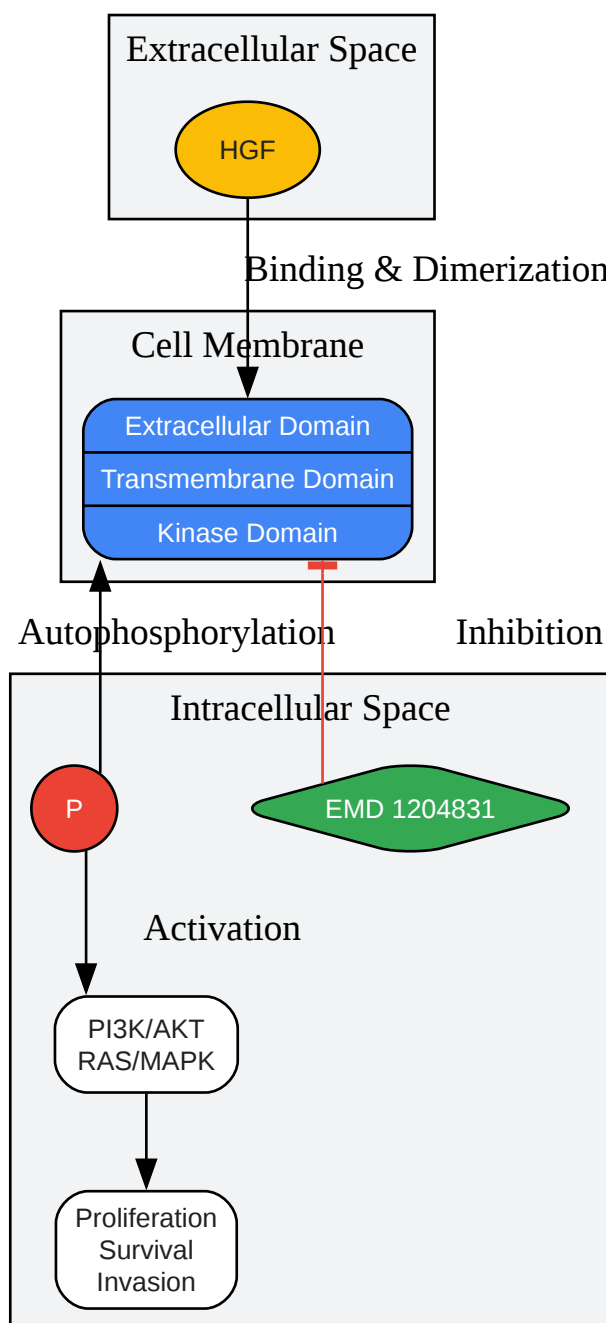 Extracellular Space
HGF
Binding & Dimerization
Cell Membrane
Extracellular Domain
Transmembrane Domain
Kinase Domain
Autophosphorylation
Inhibition
Intracellular Space
P
EMD 1204831
Activation
PI3K/AKT
RAS/MAPK
Proliferation
Survival
Invasion